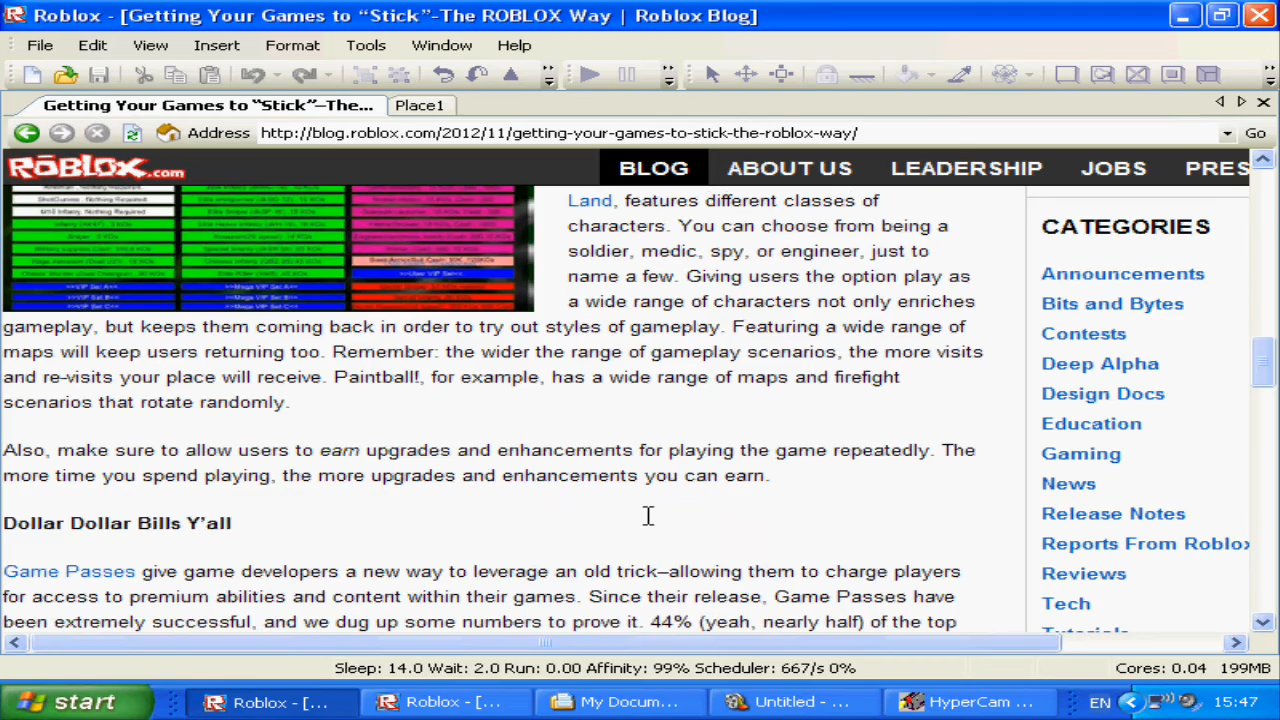 Roblox - [Getting Your Games to “Stick”-The ROBLOX Way | Roblox Blog]
File Edit View Insert Format Tools Window Help
Getting Your Games to “Stick”–The... Place1
Address http://blog.roblox.com/2012/11/getting-your-games-to-stick-the-roblox-way/ Go
ROBLOX.com BLOG ABOUT US LEADERSHIP JOBS PRES
Land, features different classes of
characters. You can choose from being a
soldier, medic, spy, or engineer, just to
name a few. Giving users the option play as
a wide range of characters not only enriches
gameplay, but keeps them coming back in order to try out styles of gameplay. Featuring a wide range of
maps will keep users returning too. Remember: the wider the range of gameplay scenarios, the more visits
and re–visits your place will receive. Paintball!, for example, has a wide range of maps and firefight
scenarios that rotate randomly.
Also, make sure to allow users to earn upgrades and enhancements for playing the game repeatedly. The
more time you spend playing, the more upgrades and enhancements you can earn.
Dollar Dollar Bills Y’all
Game Passes give game developers a new way to leverage an old trick—allowing them to charge players
for access to premium abilities and content within their games. Since their release, Game Passes have
been extremely successful, and we dug up some numbers to prove it. 44% (yeah, nearly half) of the top
CATEGORIES
Announcements
Bits and Bytes
Contests
Deep Alpha
Design Docs
Education
Gaming
News
Release Notes
Reports From Roblox
Reviews
Tech
Tutorials
Sleep: 14.0 Wait: 2.0 Run: 0.00 Affinity: 99% Scheduler: 667/s 0% Cores: 0.04 199MB
start Roblox - [... Roblox - [... My Docum... Untitled - ... HyperCam ... EN 15:47